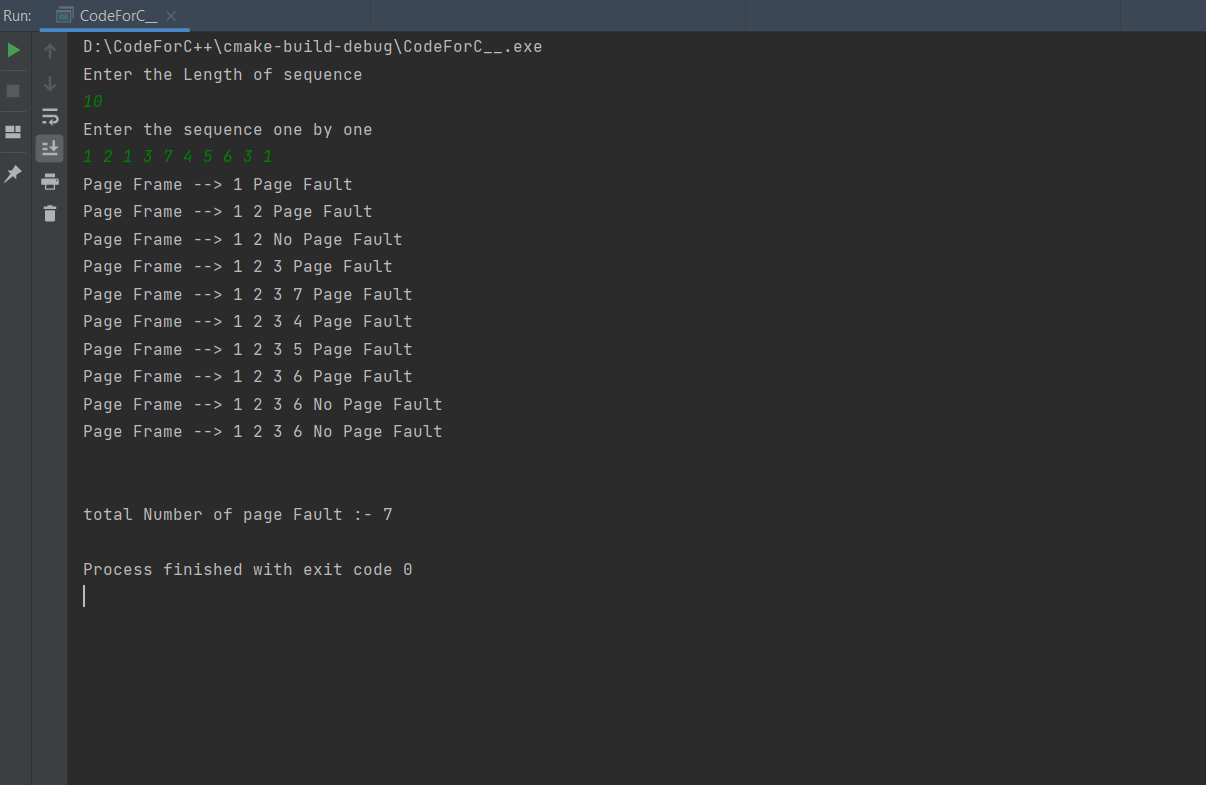 Run: CodeForC__
D:\CodeForC++\cmake-build-debug\CodeForC__.exe
Enter the Length of sequence
10
Enter the sequence one by one
1 2 1 3 7 4 5 6 3 1
Page Frame --> 1 Page Fault
Page Frame --> 1 2 Page Fault
Page Frame --> 1 2 No Page Fault
Page Frame --> 1 2 3 Page Fault
Page Frame --> 1 2 3 7 Page Fault
Page Frame --> 1 2 3 4 Page Fault
Page Frame --> 1 2 3 5 Page Fault
Page Frame --> 1 2 3 6 Page Fault
Page Frame --> 1 2 3 6 No Page Fault
Page Frame --> 1 2 3 6 No Page Fault
total Number of page Fault :- 7
Process finished with exit code 0